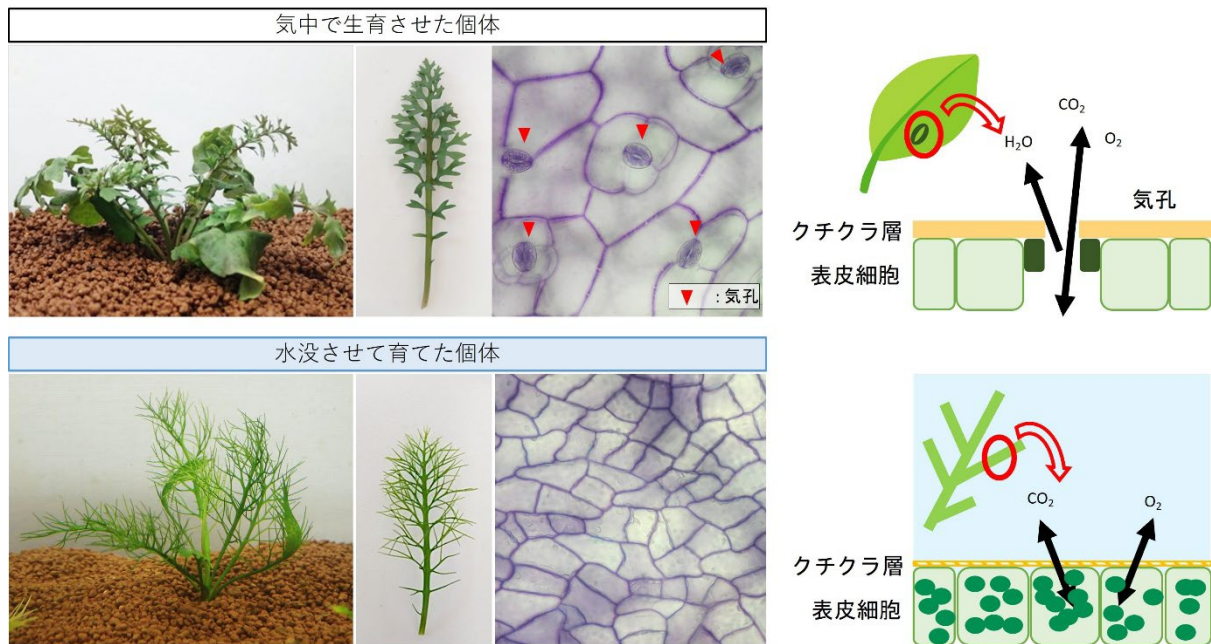 気中で生育させた個体
: 気孔
CO₂
H₂O
O₂
気孔
クチクラ層
表皮細胞
水没させて育てた個体
CO₂
O₂
クチクラ層
表皮細胞